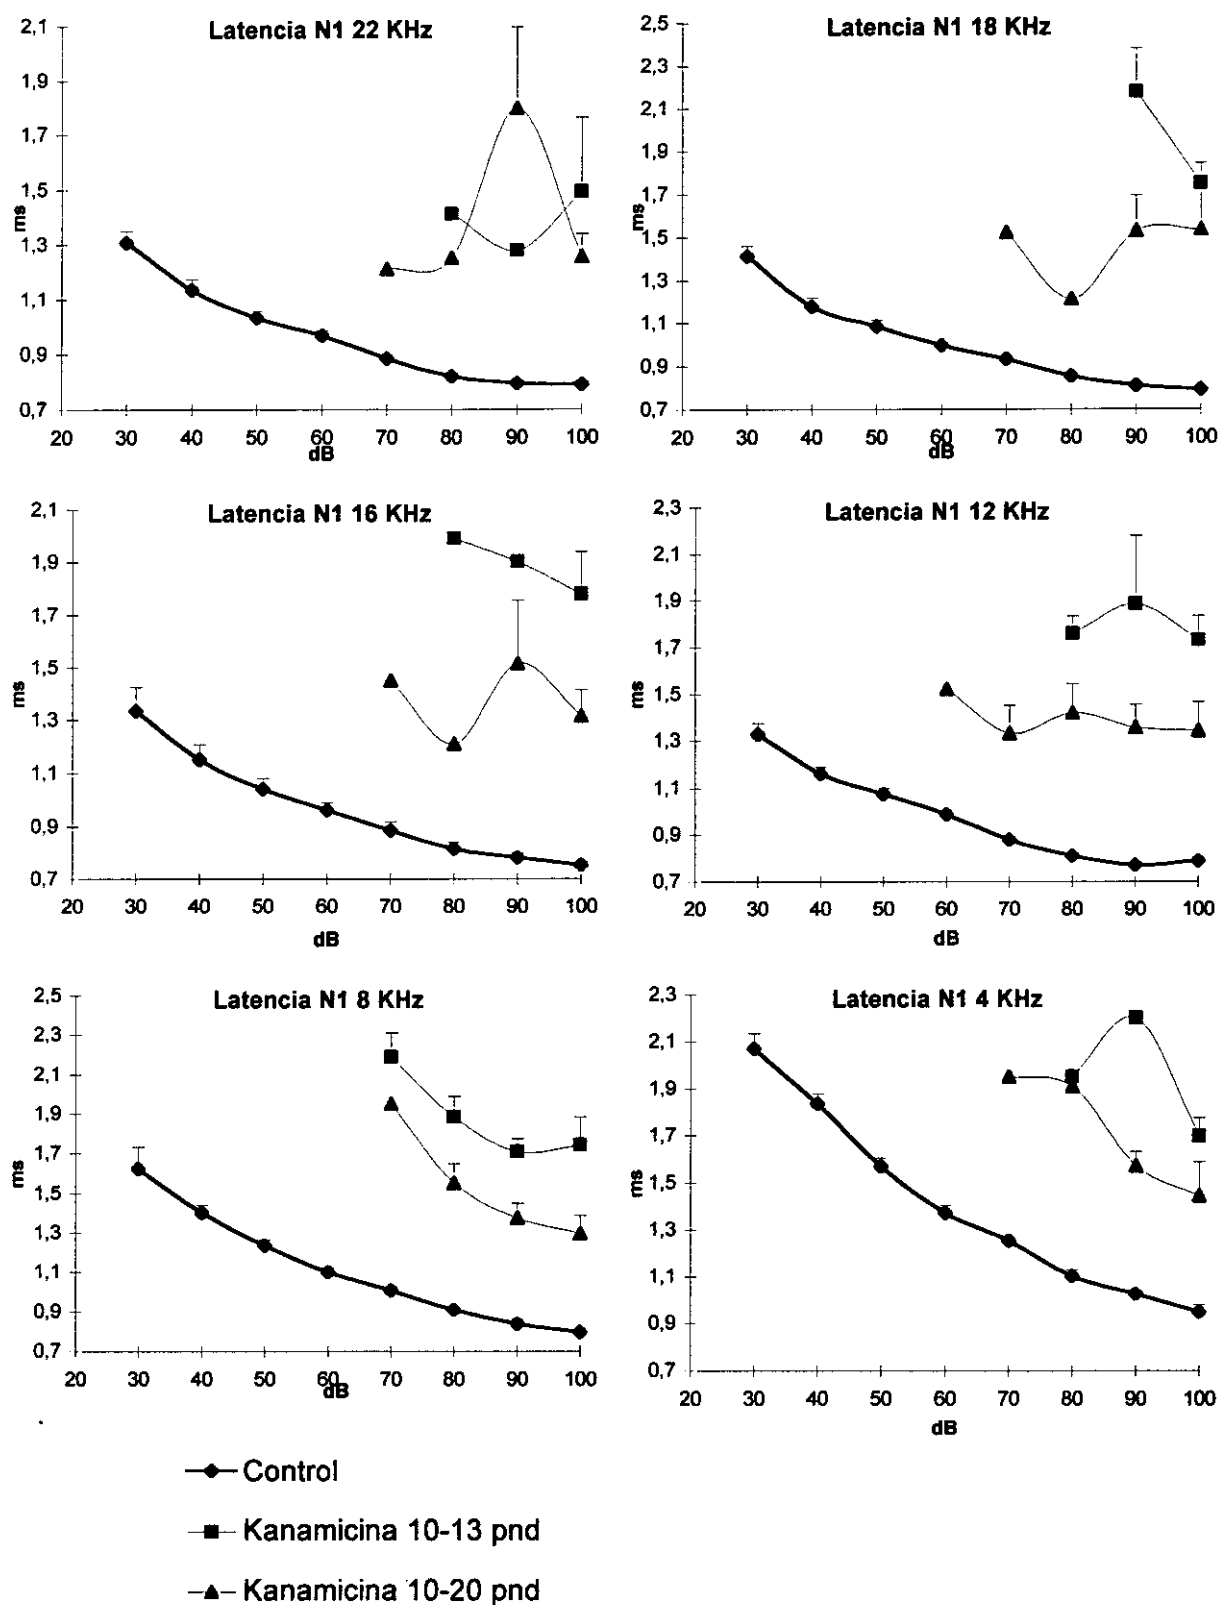 Latencia N1 22 KHz
2,1
1,9
1,7
1,5
1,3
1,1
0,9
0,7
ms
20 30 40 50 60 70 80 90 100
dB
Latencia N1 18 KHz
2,5
2,3
2,1
1,9
1,7
1,5
1,3
1,1
0,9
0,7
ms
20 30 40 50 60 70 80 90 100
dB
Latencia N1 16 KHz
2,1
1,9
1,7
1,5
1,3
1,1
0,9
0,7
ms
20 30 40 50 60 70 80 90 100
dB
Latencia N1 12 KHz
2,3
2,1
1,9
1,7
1,5
1,3
1,1
0,9
0,7
ms
20 30 40 50 60 70 80 90 100
dB
Latencia N1 8 KHz
2,5
2,3
2,1
1,9
1,7
1,5
1,3
1,1
0,9
0,7
ms
20 30 40 50 60 70 80 90 100
dB
Latencia N1 4 KHz
2,3
2,1
1,9
1,7
1,5
1,3
1,1
0,9
0,7
ms
20 30 40 50 60 70 80 90 100
dB
Control
Kanamicina 10-13 pnd
Kanamicina 10-20 pnd